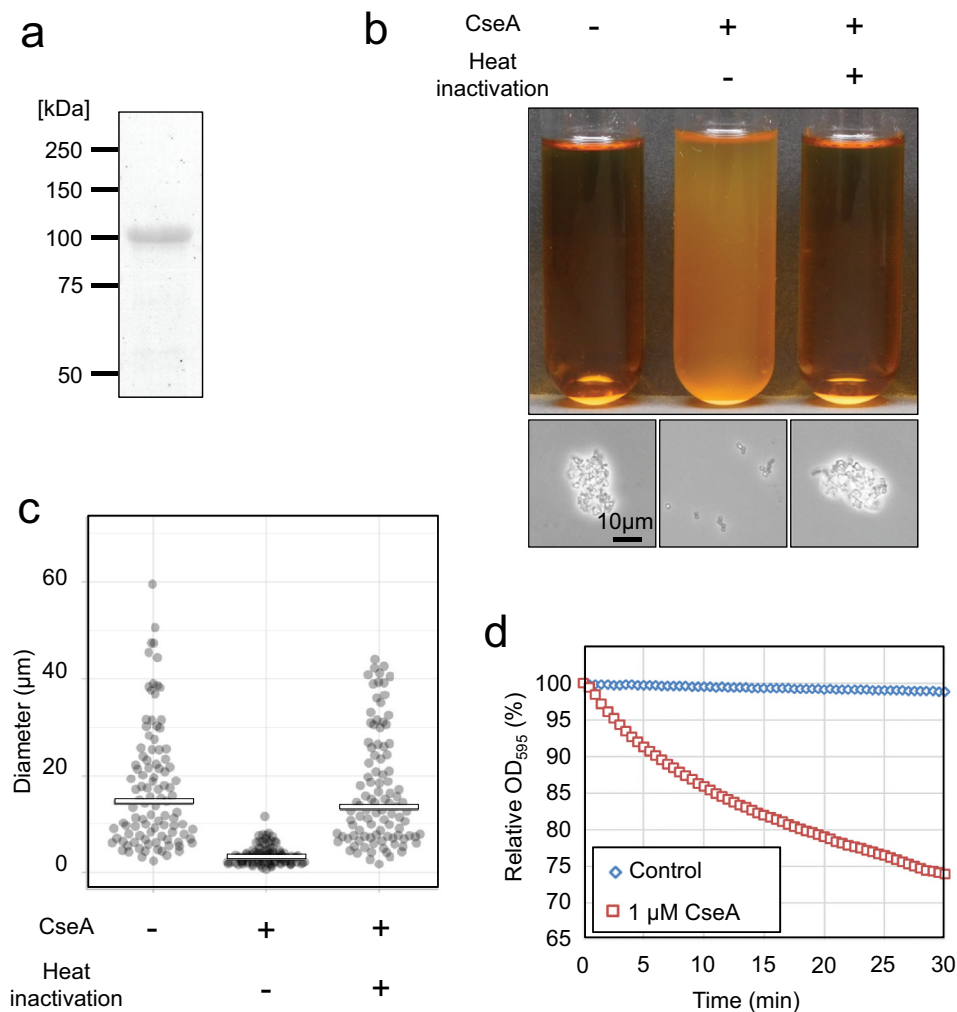 a
[kDa]
250
150
100
75
50
b
CseA - + +
Heat
inactivation - +
10μm
c
Diameter (μm)
60
40
20
0
CseA - + +
Heat
inactivation - +
d
Relative OD595 (%)
100
95
90
85
80
75
70
65
Control
1 μM CseA
0 5 10 15 20 25 30
Time (min)